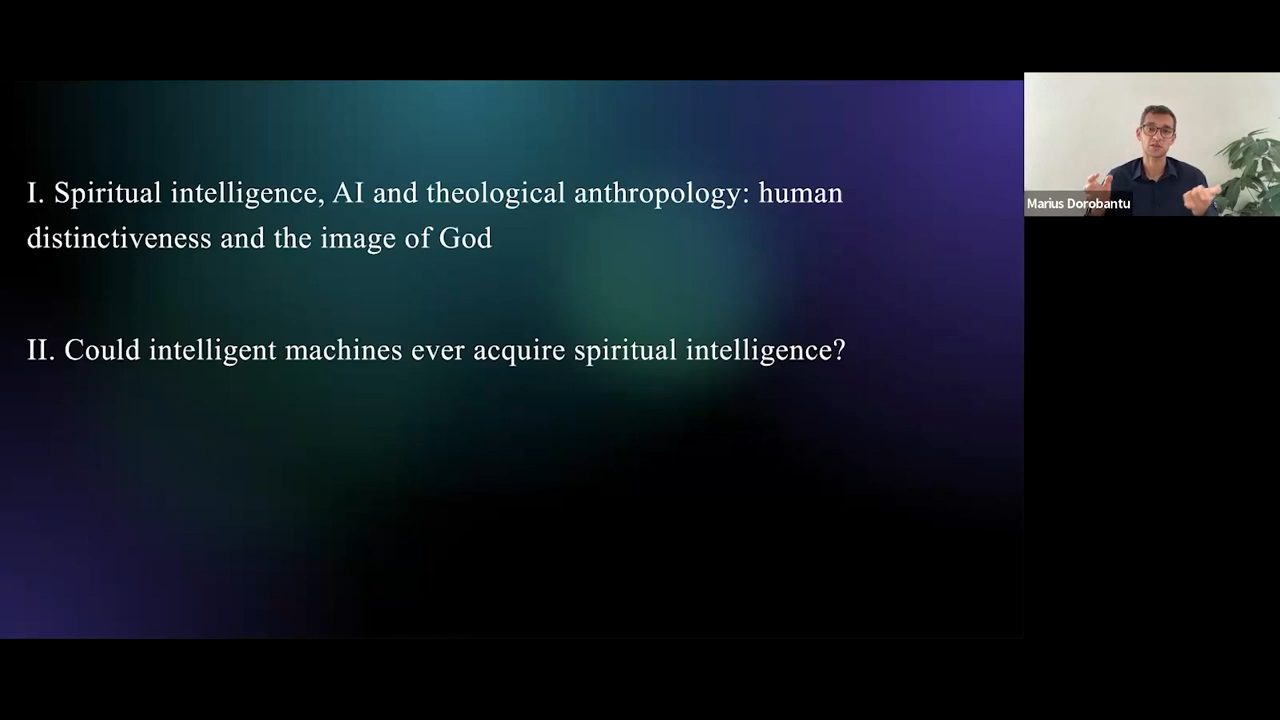 I. Spiritual intelligence, AI and theological anthropology: human
distinctiveness and the image of God
II. Could intelligent machines ever acquire spiritual intelligence?
Marius Dorobantu